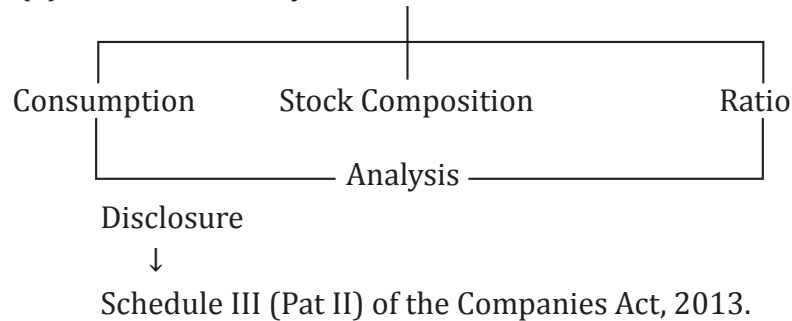 Consumption Stock Composition Ratio
Analysis
Disclosure
↓
Schedule III (Pat II) of the Companies Act, 2013.